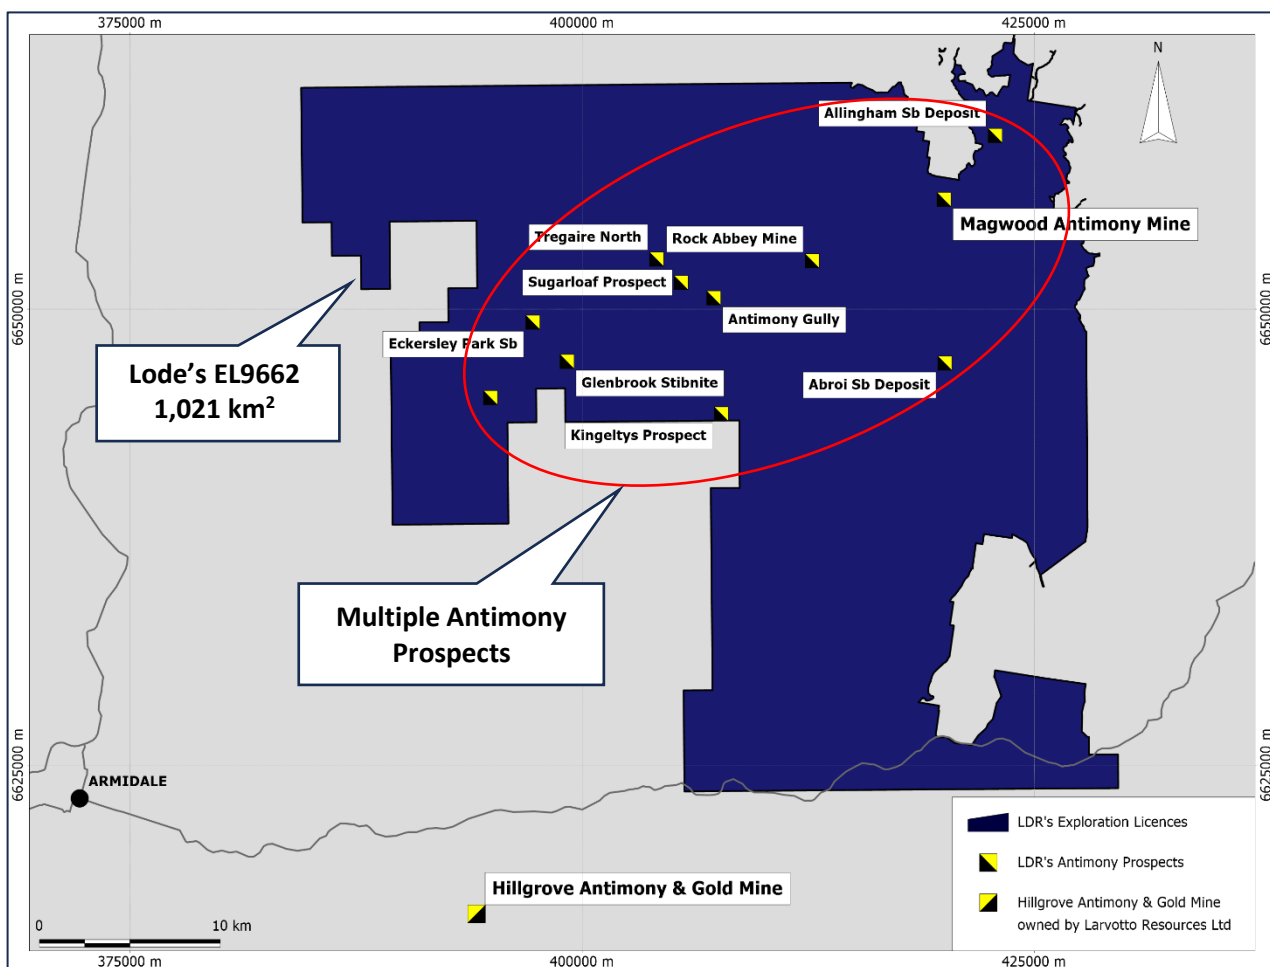 375000 m
400000 m
425000 m
N
Allingham Sb Deposit
Magwood Antimony Mine
Tregaire North
Rock Abbey Mine
Sugarloaf Prospect
6650000 m
6650000 m
Antimony Gully
Eckersley Park Sb
Lode's EL9662
1,021 km²
Glenbrook Stibnite
Abroi Sb Deposit
Kingeltys Prospect
Multiple Antimony
Prospects
6625000 m
6625000 m
ARMIDALE
LDR's Exploration Licences
LDR's Antimony Prospects
Hillgrove Antimony & Gold Mine
owned by Larvotto Resources Ltd
Hillgrove Antimony & Gold Mine
0 10 km
375000 m
400000 m
425000 m